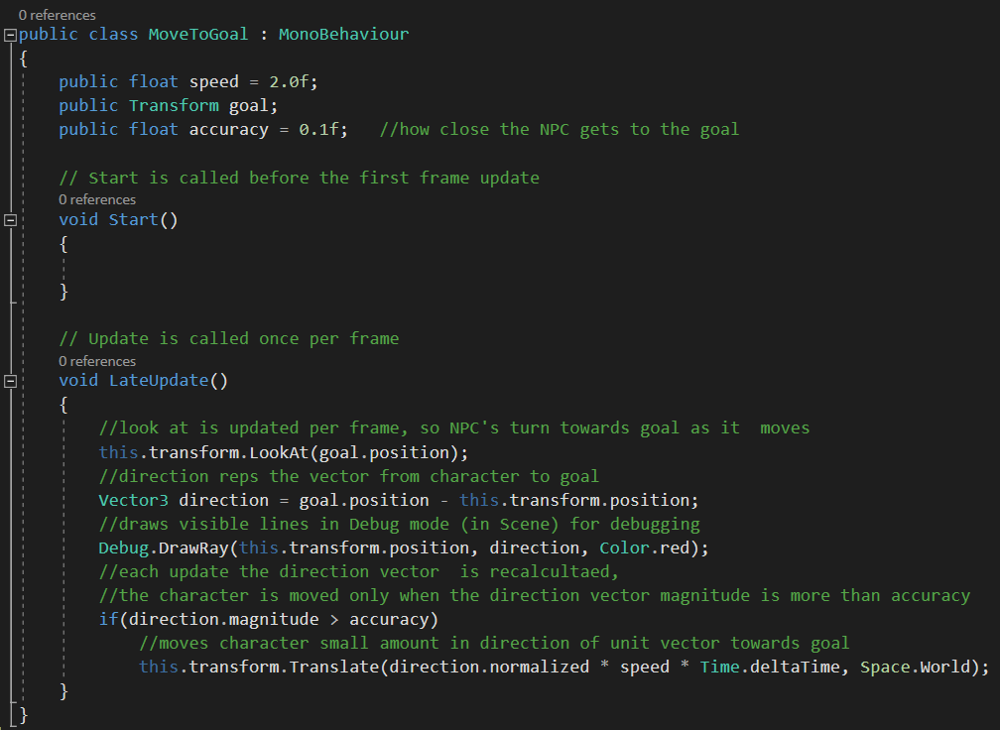 0 references
public class MoveToGoal : MonoBehaviour
{
public float speed = 2.0f;
public Transform goal;
public float accuracy = 0.1f;   //how close the NPC gets to the goal
// Start is called before the first frame update
0 references
void Start()
{
}
// Update is called once per frame
0 references
void LateUpdate()
{
//look at is updated per frame, so NPC's turn towards goal as it  moves
this.transform.LookAt(goal.position);
//direction reps the vector from character to goal
Vector3 direction = goal.position - this.transform.position;
//draws visible lines in Debug mode (in Scene) for debugging
Debug.DrawRay(this.transform.position, direction, Color.red);
//each update the direction vector  is recalcultaed,
//the character is moved only when the direction vector magnitude is more than accuracy
if(direction.magnitude > accuracy)
//moves character small amount in direction of unit vector towards goal
this.transform.Translate(direction.normalized * speed * Time.deltaTime, Space.World);
}
}